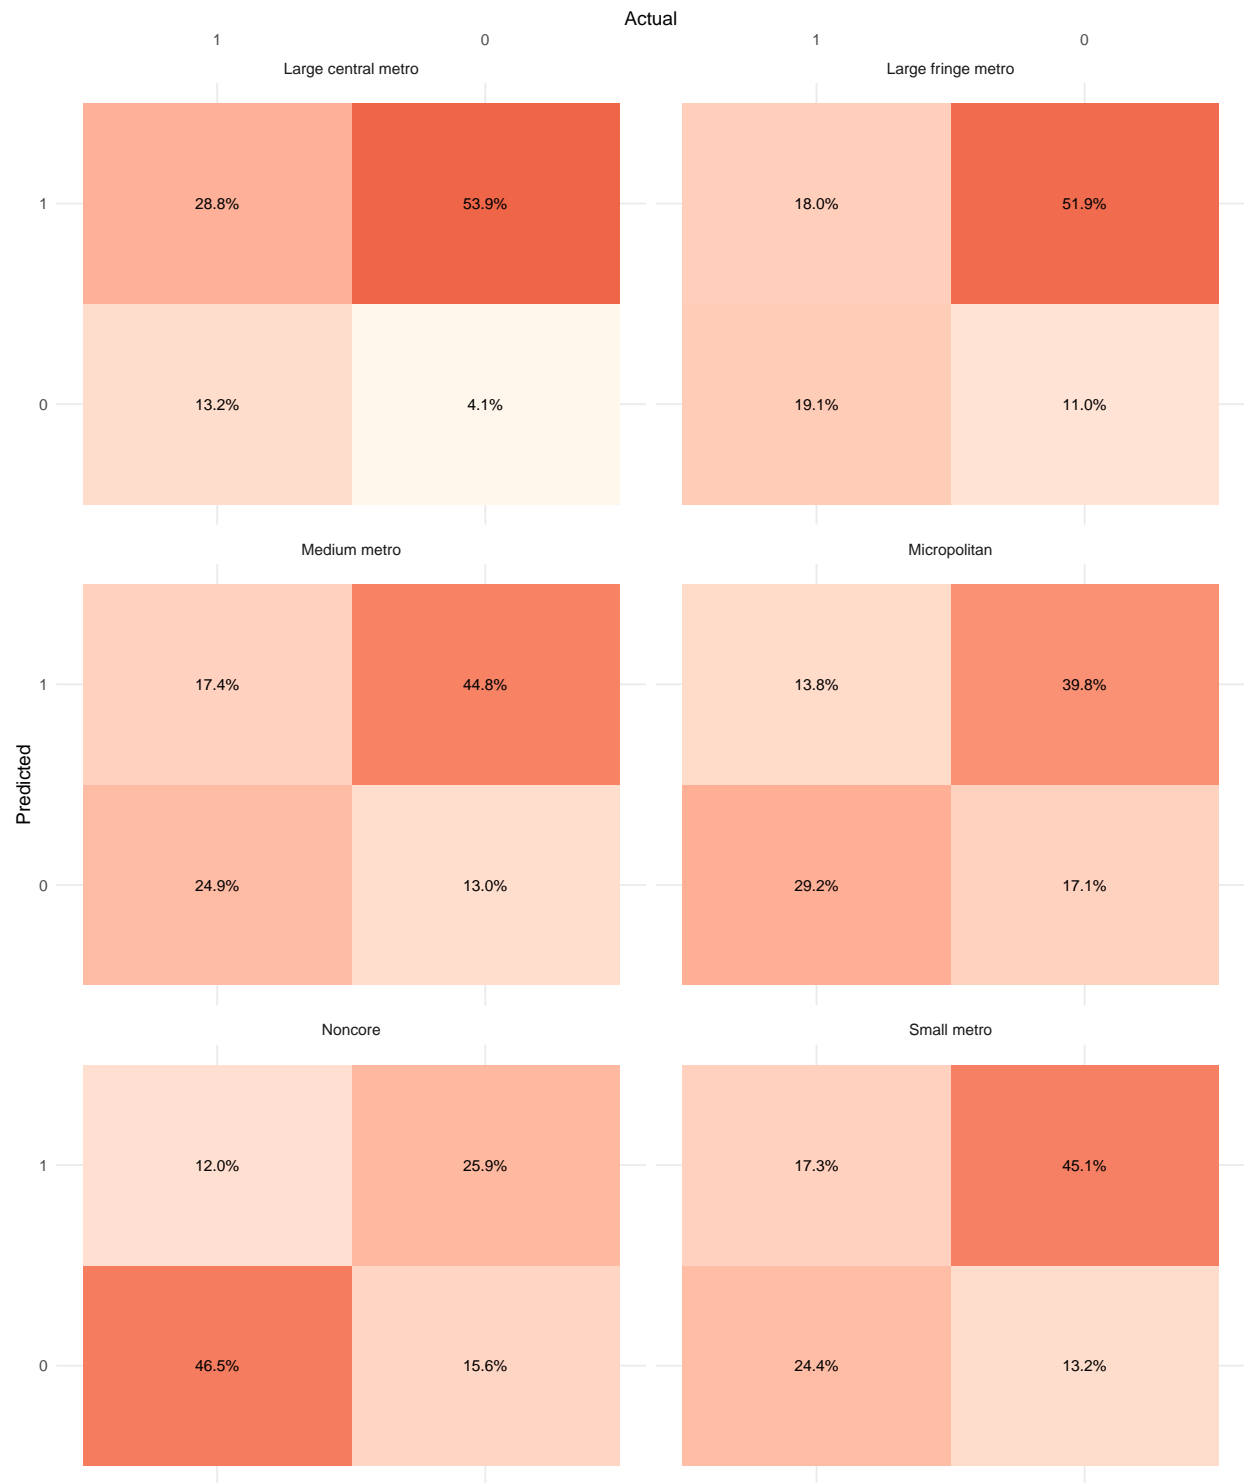 Actual
1 0 1 0
Large central metro Large fringe metro
1 28.8% 53.9% 18.0% 51.9%
0 13.2% 4.1% 19.1% 11.0%
Medium metro Micropolitan
1 17.4% 44.8% 13.8% 39.8%
Predicted
0 24.9% 13.0% 29.2% 17.1%
Noncore Small metro
1 12.0% 25.9% 17.3% 45.1%
0 46.5% 15.6% 24.4% 13.2%